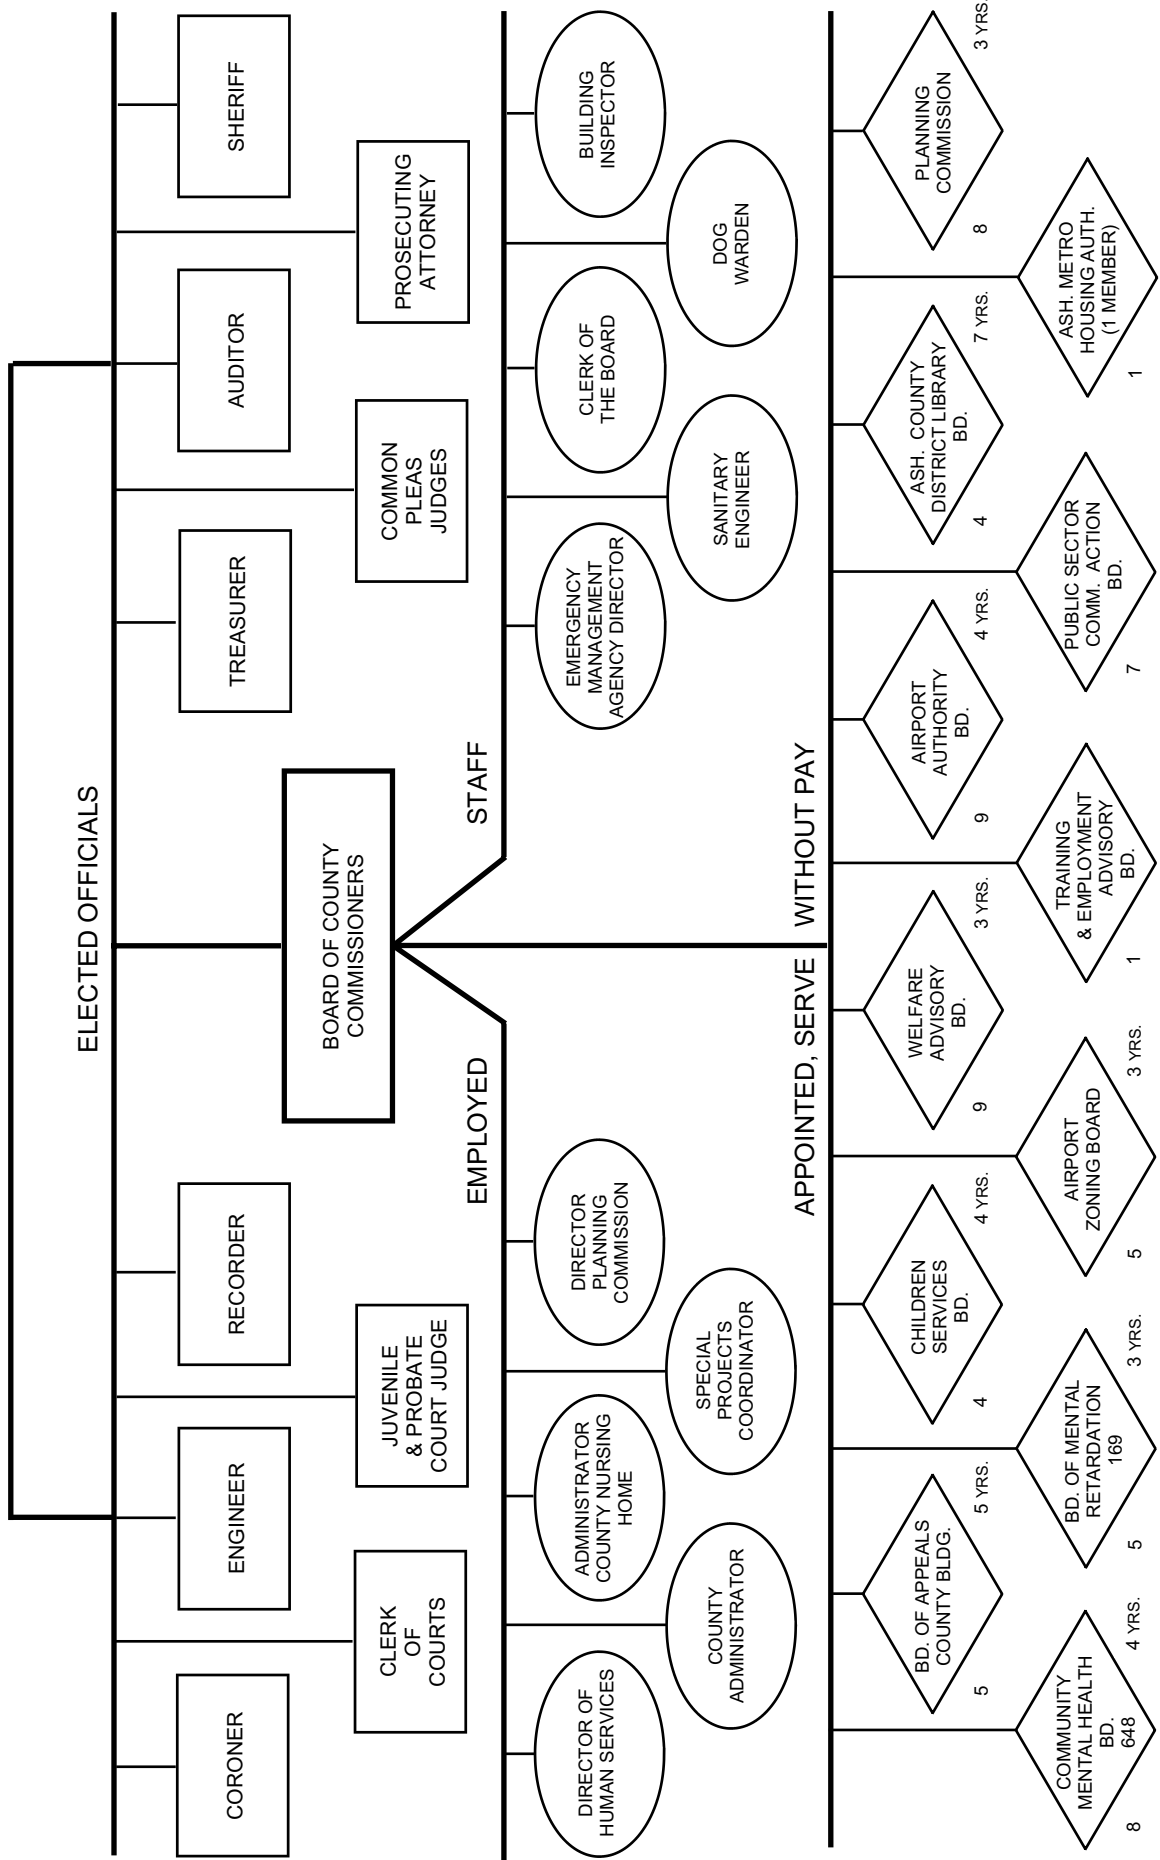 ELECTED OFFICIALS
CORONER
ENGINEER
RECORDER
TREASURER
AUDITOR
SHERIFF
CLERK
OF
COURTS
JUVENILE
& PROBATE
COURT JUDGE
BOARD OF COUNTY
COMMISSIONERS
COMMON
PLEAS
JUDGES
PROSECUTING
ATTORNEY
EMPLOYED
STAFF
DIRECTOR OF
HUMAN SERVICES
ADMINISTRATOR
COUNTY NURSING
HOME
DIRECTOR
PLANNING
COMMISSION
EMERGENCY
MANAGEMENT
AGENCY DIRECTOR
CLERK OF
THE BOARD
BUILDING
INSPECTOR
COUNTY
ADMINISTRATOR
SPECIAL
PROJECTS
COORDINATOR
SANITARY
ENGINEER
DOG
WARDEN
APPOINTED, SERVE WITHOUT PAY
BD. OF APPEALS
COUNTY BLDG.
5
5 YRS.
CHILDREN
SERVICES
BD.
4
4 YRS.
WELFARE
ADVISORY
BD.
9
3 YRS.
AIRPORT
AUTHORITY
BD.
9
4 YRS.
ASH. COUNTY
DISTRICT LIBRARY
BD.
4
7 YRS.
PLANNING
COMMISSION
8
3 YRS.
COMMUNITY
MENTAL HEALTH
BD.
648
8
4 YRS.
BD. OF MENTAL
RETARDATION
169
5
3 YRS.
AIRPORT
ZONING BOARD
5
3 YRS.
TRAINING
& EMPLOYMENT
ADVISORY
BD.
1
PUBLIC SECTOR
COMM. ACTION
BD.
7
ASH. METRO
HOUSING AUTH.
(1 MEMBER)
1